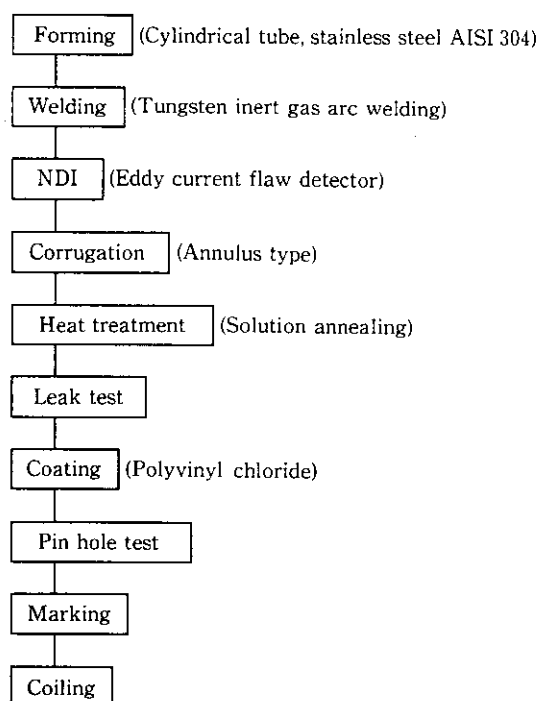 Forming (Cylindrical tube, stainless steel AISI 304)
Welding (Tungsten inert gas arc welding)
NDI (Eddy current flaw detector)
Corrugation (Annulus type)
Heat treatment (Solution annealing)
Leak test
Coating (Polyvinyl chloride)
Pin hole test
Marking
Coiling